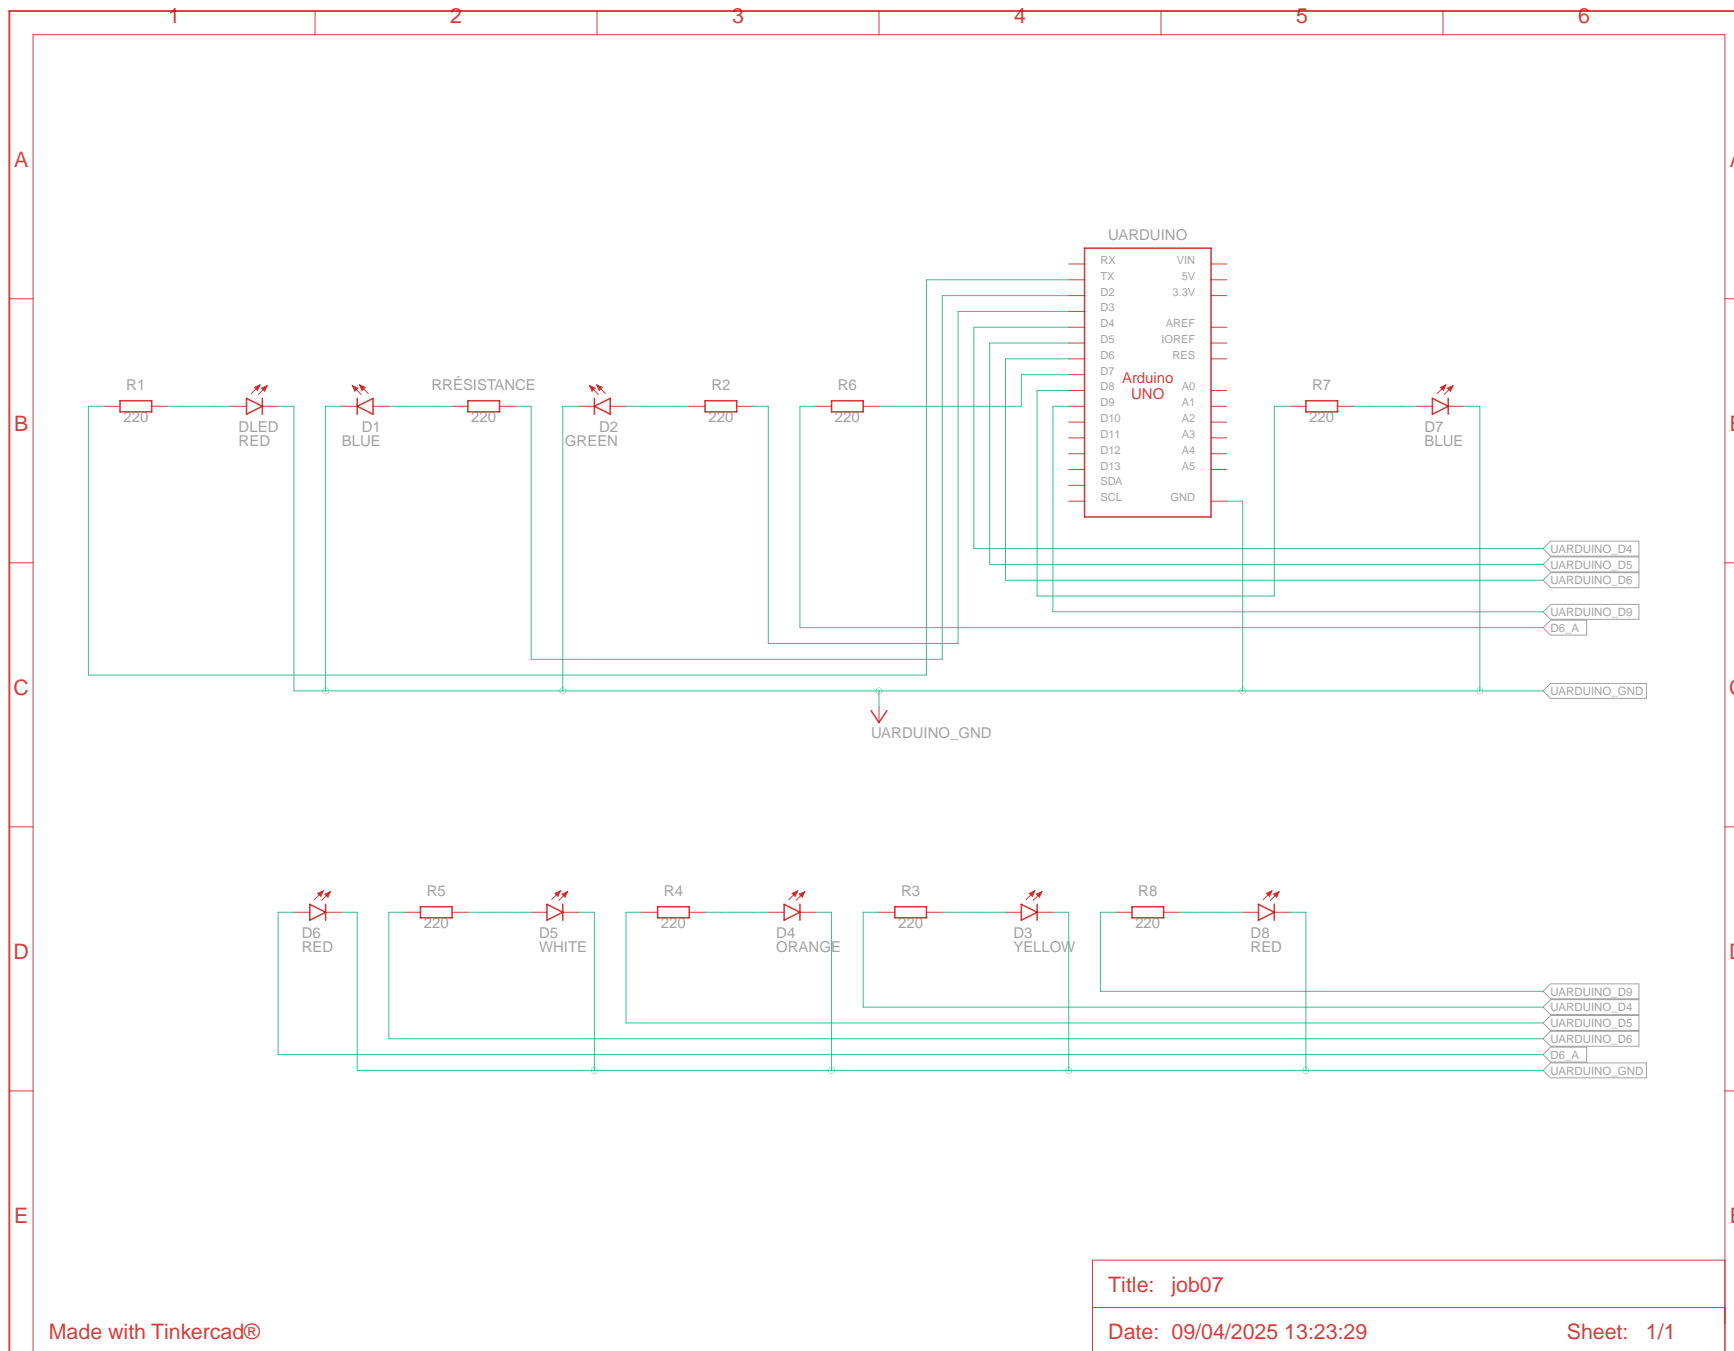 1 2 3 4 5 6
A A
UARDUINO
RX VIN
TX 5V
D2 3.3V
D3
D4 AREF
D5 IOREF
D6 RES
D7
D8 A0
D9 A1
D10 A2
D11 A3
D12 A4
D13 A5
SDA
SCL GND
Arduino
UNO
R1 RRÉSISTANCE R2 R6 R7
220 220 220 220 220
DLED D1 D2 D7
RED BLUE GREEN BLUE
B
UARDUINO_D4
UARDUINO_D5
UARDUINO_D6
UARDUINO_D9
D6_A
C
UARDUINO_GND
UARDUINO_GND
R5 R4 R3 R8
220 220 220 220
D6 D5 D4 D3 D8
RED WHITE ORANGE YELLOW RED
D
UARDUINO_D9
UARDUINO_D4
UARDUINO_D5
UARDUINO_D6
D6_A
UARDUINO_GND
E
Title: job07
Made with Tinkercad®
Date: 09/04/2025 13:23:29 Sheet: 1/1